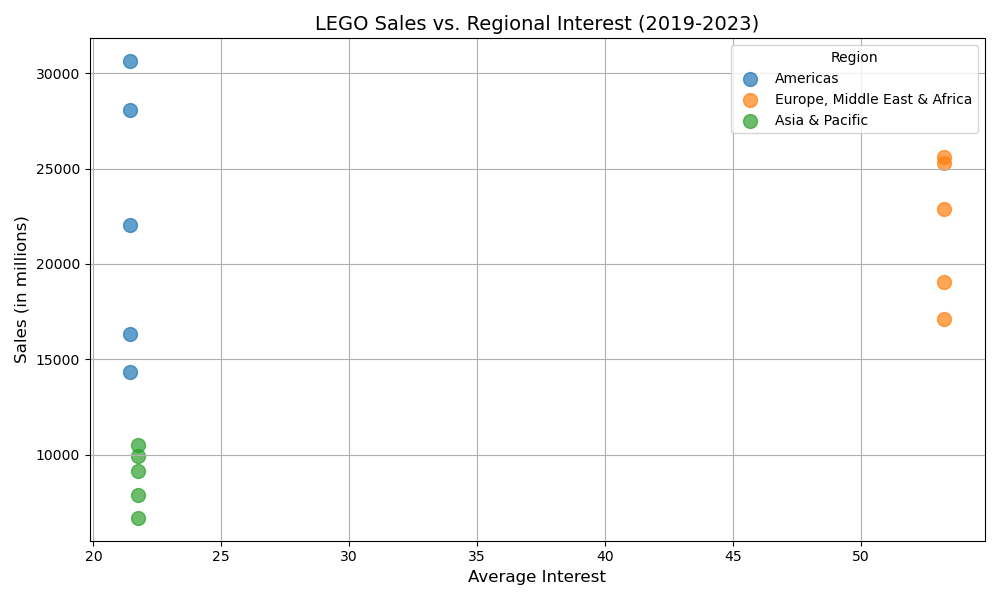 LEGO Sales vs. Regional Interest (2019-2023)
Region
Americas
Europe, Middle East & Africa
Asia & Pacific
Sales (in millions)
30000
25000
20000
15000
10000
20
25
30
35
40
45
50
Average Interest